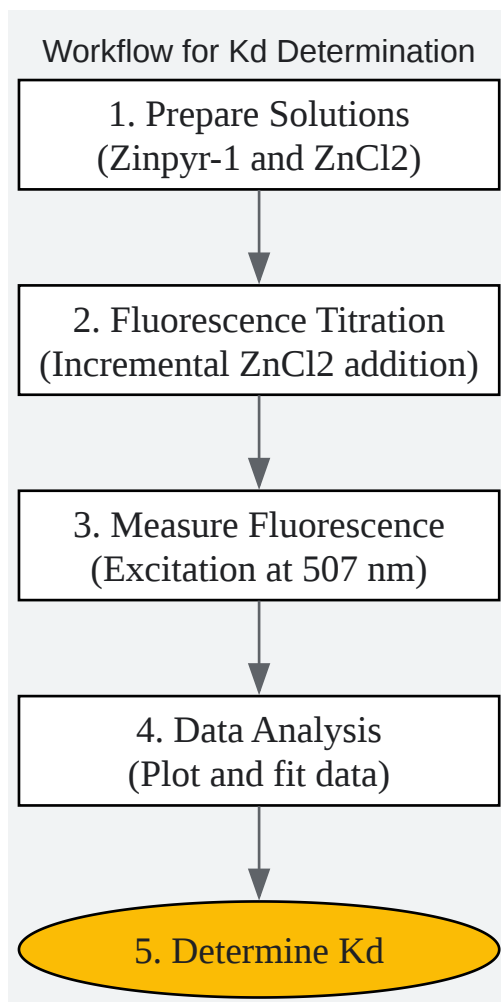 Workflow for Kd Determination
1. Prepare Solutions
(Zinpyr-1 and ZnCl2)
2. Fluorescence Titration
(Incremental ZnCl2 addition)
3. Measure Fluorescence
(Excitation at 507 nm)
4. Data Analysis
(Plot and fit data)
5. Determine Kd